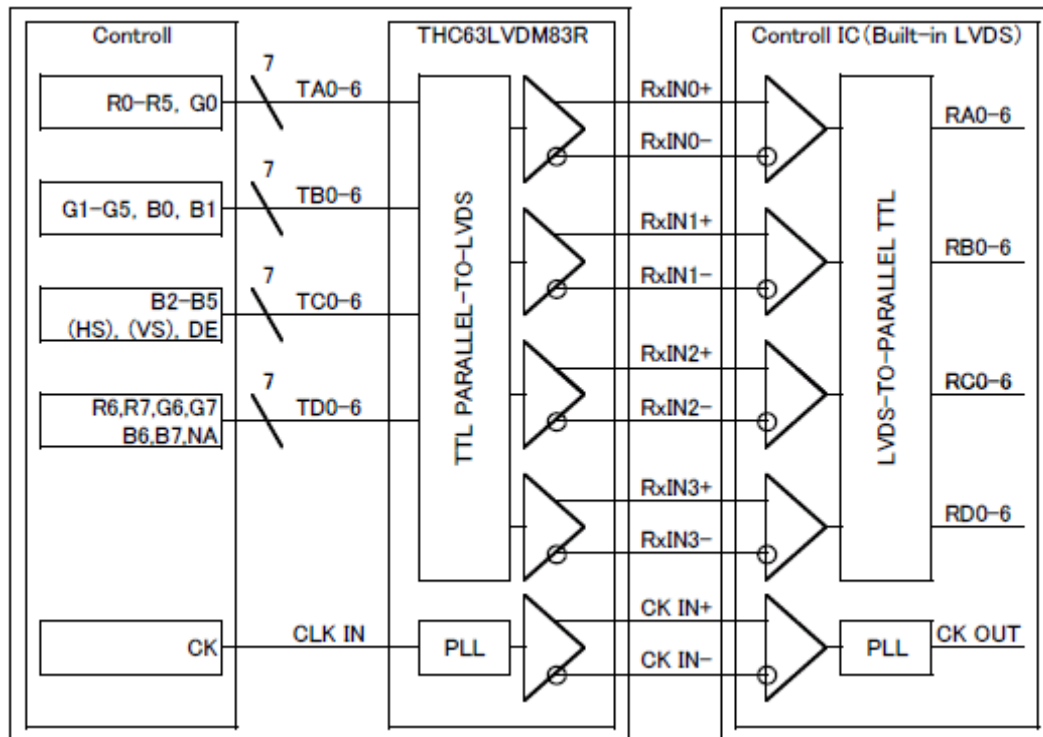 Controll
THC63LVDM83R
Controll IC(Built-in LVDS)
R0-R5, G0
7
TA0-6
RxIN0+
RxIN0-
RA0-6
G1-G5, B0, B1
7
TB0-6
RxIN1+
RxIN1-
RB0-6
B2-B5
(HS), (VS), DE
7
TC0-6
RxIN2+
RxIN2-
RC0-6
R6,R7,G6,G7
B6,B7,NA
7
TD0-6
RxIN3+
RxIN3-
RD0-6
TTL PARALLEL-TO-LVDS
LVDS-TO-PARALLEL TTL
CK
CLK IN
PLL
CK IN+
CK IN-
PLL
CK OUT